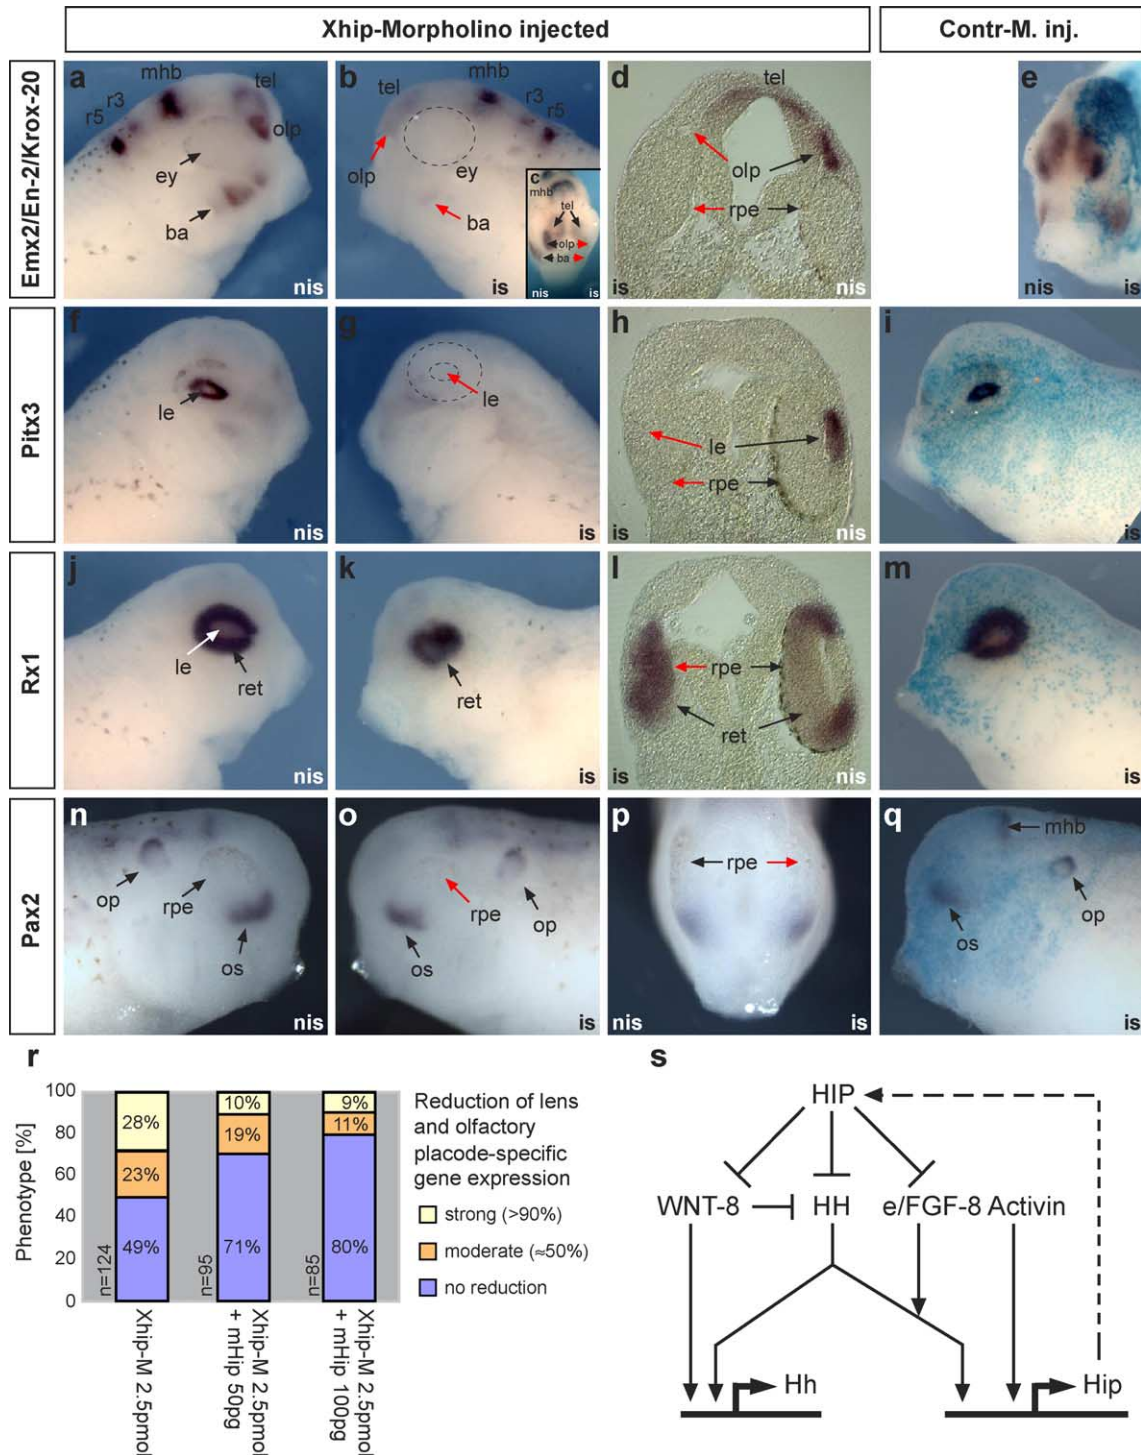 Xhip-Morpholino injected
Contr-M. inj.
Emx2/En-2/Krox-20
a
mhb
tel
r3
r5
olp
ey
ba
nis
b
mhb
tel
r3
r5
olp
ey
ba
is
c
mhb
tel
olp
ba
nis
is
d
tel
olp
rpe
is
nis
e
nis
is
Pitx3
f
le
nis
g
le
is
h
le
rpe
is
nis
i
is
Rx1
j
le
ret
nis
k
ret
is
l
rpe
ret
is
nis
m
is
Pax2
n
op
rpe
os
nis
o
rpe
op
os
is
p
rpe
nis
is
q
mhb
op
os
is
r
Phenotype [%]
100
80
60
40
20
0
28%
23%
49%
n=124
10%
19%
71%
n=95
9%
11%
80%
n=85
Xhip-M 2.5pmol
Xhip-M 2.5pmol
+ mHip 50pg
Xhip-M 2.5pmol
+ mHip 100pg
Reduction of lens
and olfactory
placode-specific
gene expression
strong (>90%)
moderate (≈50%)
no reduction
s
HIP
WNT-8
HH
e/FGF-8 Activin
Hh
Hip